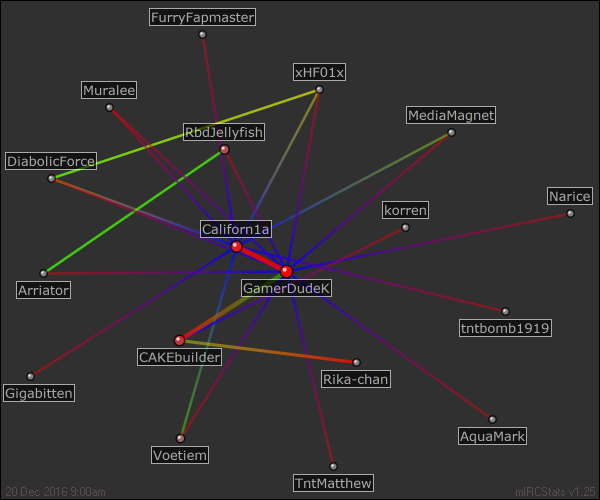 FurryFapmaster
xHF01x
Muralee
MediaMagnet
RbdJellyfish
DiabolicForce
Narice
korren
Californ1a
GamerDudeK
Arriator
tntbomb1919
CAKEbuilder
Rika-chan
Gigabitten
AquaMark
Voetiem
TntMatthew
20 Dec 2016 9:00am
mIRCStats v1.25